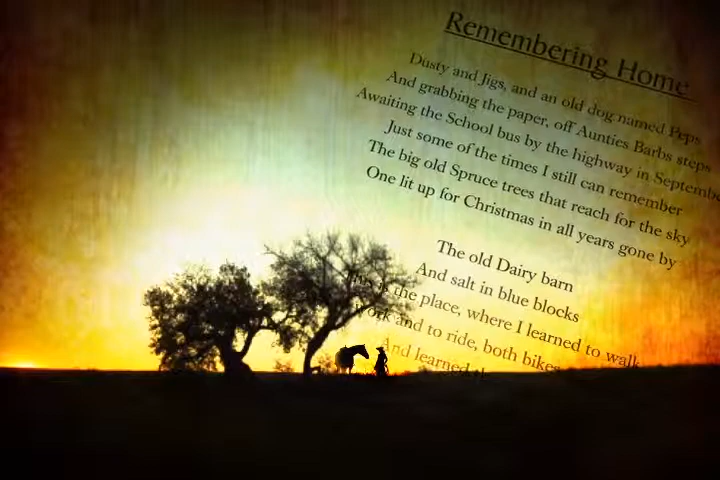 Remembering Home
Dusty and Jigs, and an old dog named Peps
And grabbing the paper, off Aunties Barbs steps
Awaiting the School bus by the highway in Septembe
Just some of the times I still can remember
The big old Spruce trees that reach for the sky
One lit up for Christmas in all years gone by
The old Dairy barn
And salt in blue blocks
is the place, where I learned to walk
work and to ride, both bikes
And learned